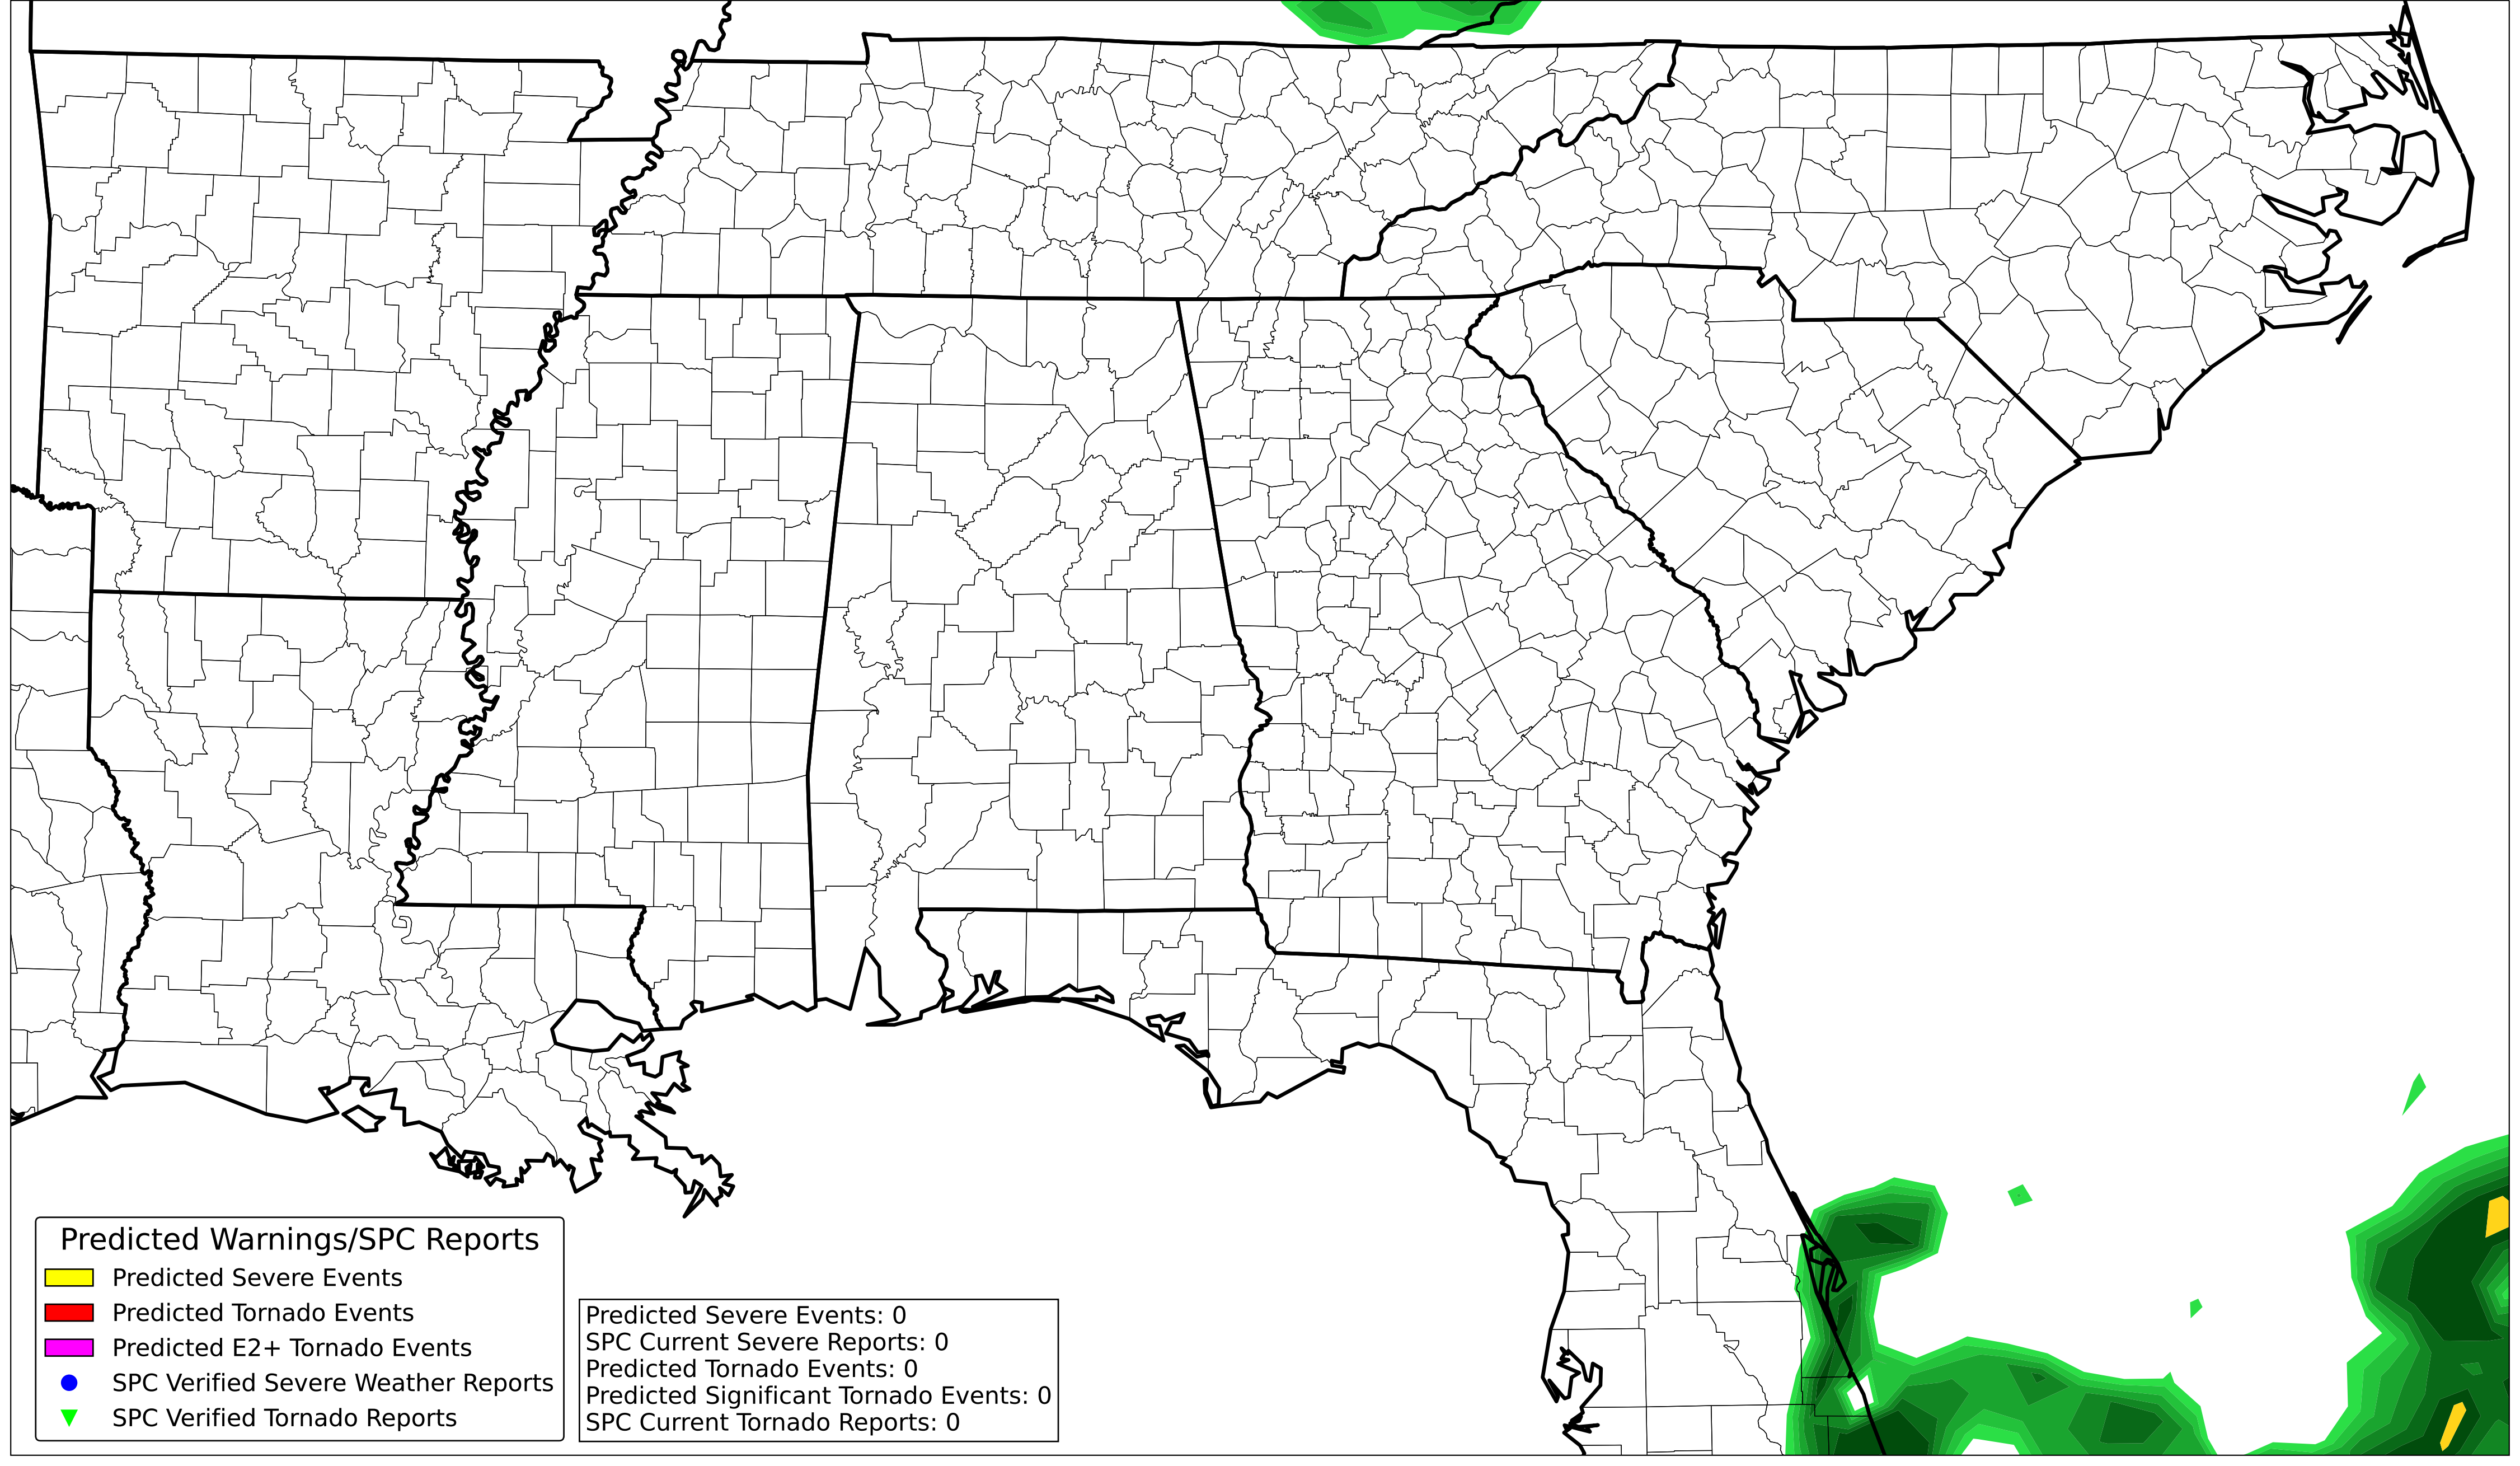 Predicted Warnings/SPC Reports
Predicted Severe Events
Predicted Tornado Events
Predicted E2+ Tornado Events
SPC Verified Severe Weather Reports
SPC Verified Tornado Reports
Predicted Severe Events: 0
SPC Current Severe Reports: 0
Predicted Tornado Events: 0
Predicted Significant Tornado Events: 0
SPC Current Tornado Reports: 0